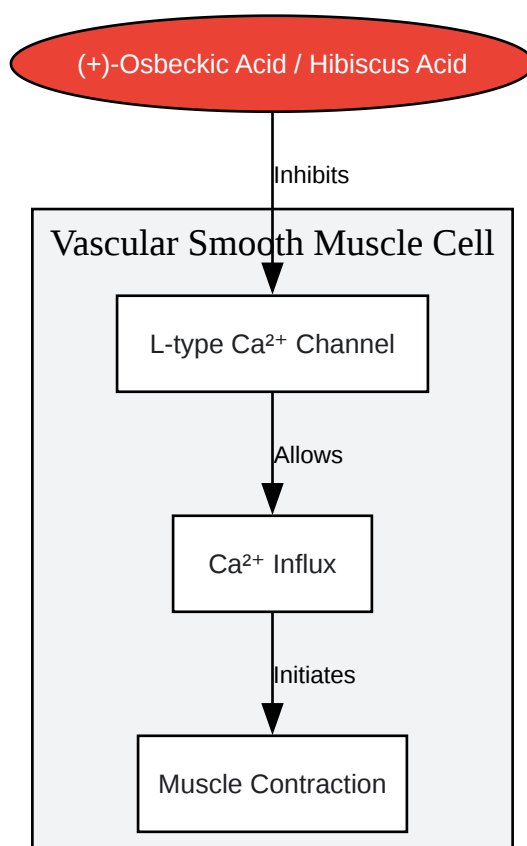 (+)-Osbeckic Acid / Hibiscus Acid
Inhibits
Vascular Smooth Muscle Cell
L-type Ca²⁺ Channel
Allows
Ca²⁺ Influx
Initiates
Muscle Contraction